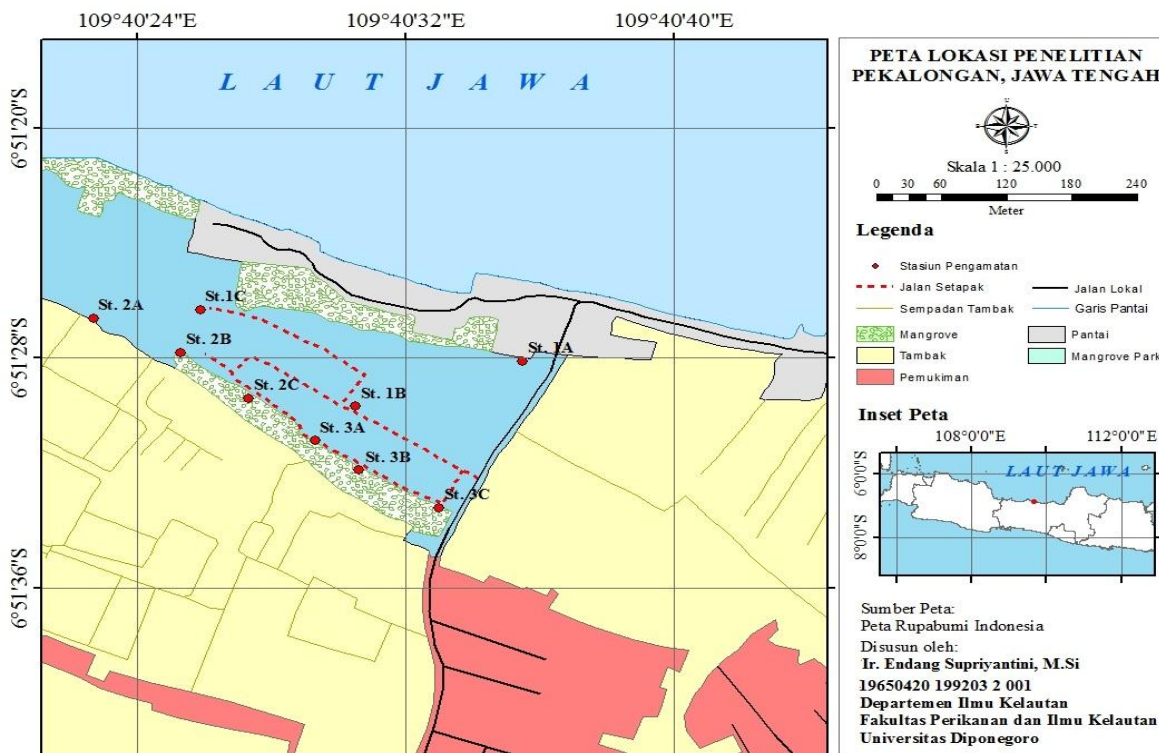 109°40'24"E 109°40'32"E 109°40'40"E
6°51'20"S
6°51'28"S
6°51'36"S
LAUT JAWA
St. 2A
St.1C
St. 2B
St. 1A
St. 2C
St. 1B
St. 3A
St. 3B
St. 3C
PETA LOKASI PENELITIAN
PEKALONGAN, JAWA TENGAH
Skala 1 : 25.000
0 30 60 120 180 240
Meter
Legenda
Stasiun Pengamatan
Jalan Setapak Jalan Lokal
Sempadan Tambak Garis Pantai
Mangrove Pantai
Tambak Mangrove Park
Pemukiman
Inset Peta
108°0'0"E 112°0'0"E
6°0'0"S
8°0'0"S
LAUT JAWA
Sumber Peta:
Peta Rupabumi Indonesia
Disusun oleh:
Ir. Endang Supriyantini, M.Si
19650420 199203 2 001
Departemen Ilmu Kelautan
Fakultas Perikanan dan Ilmu Kelautan
Universitas Diponegoro